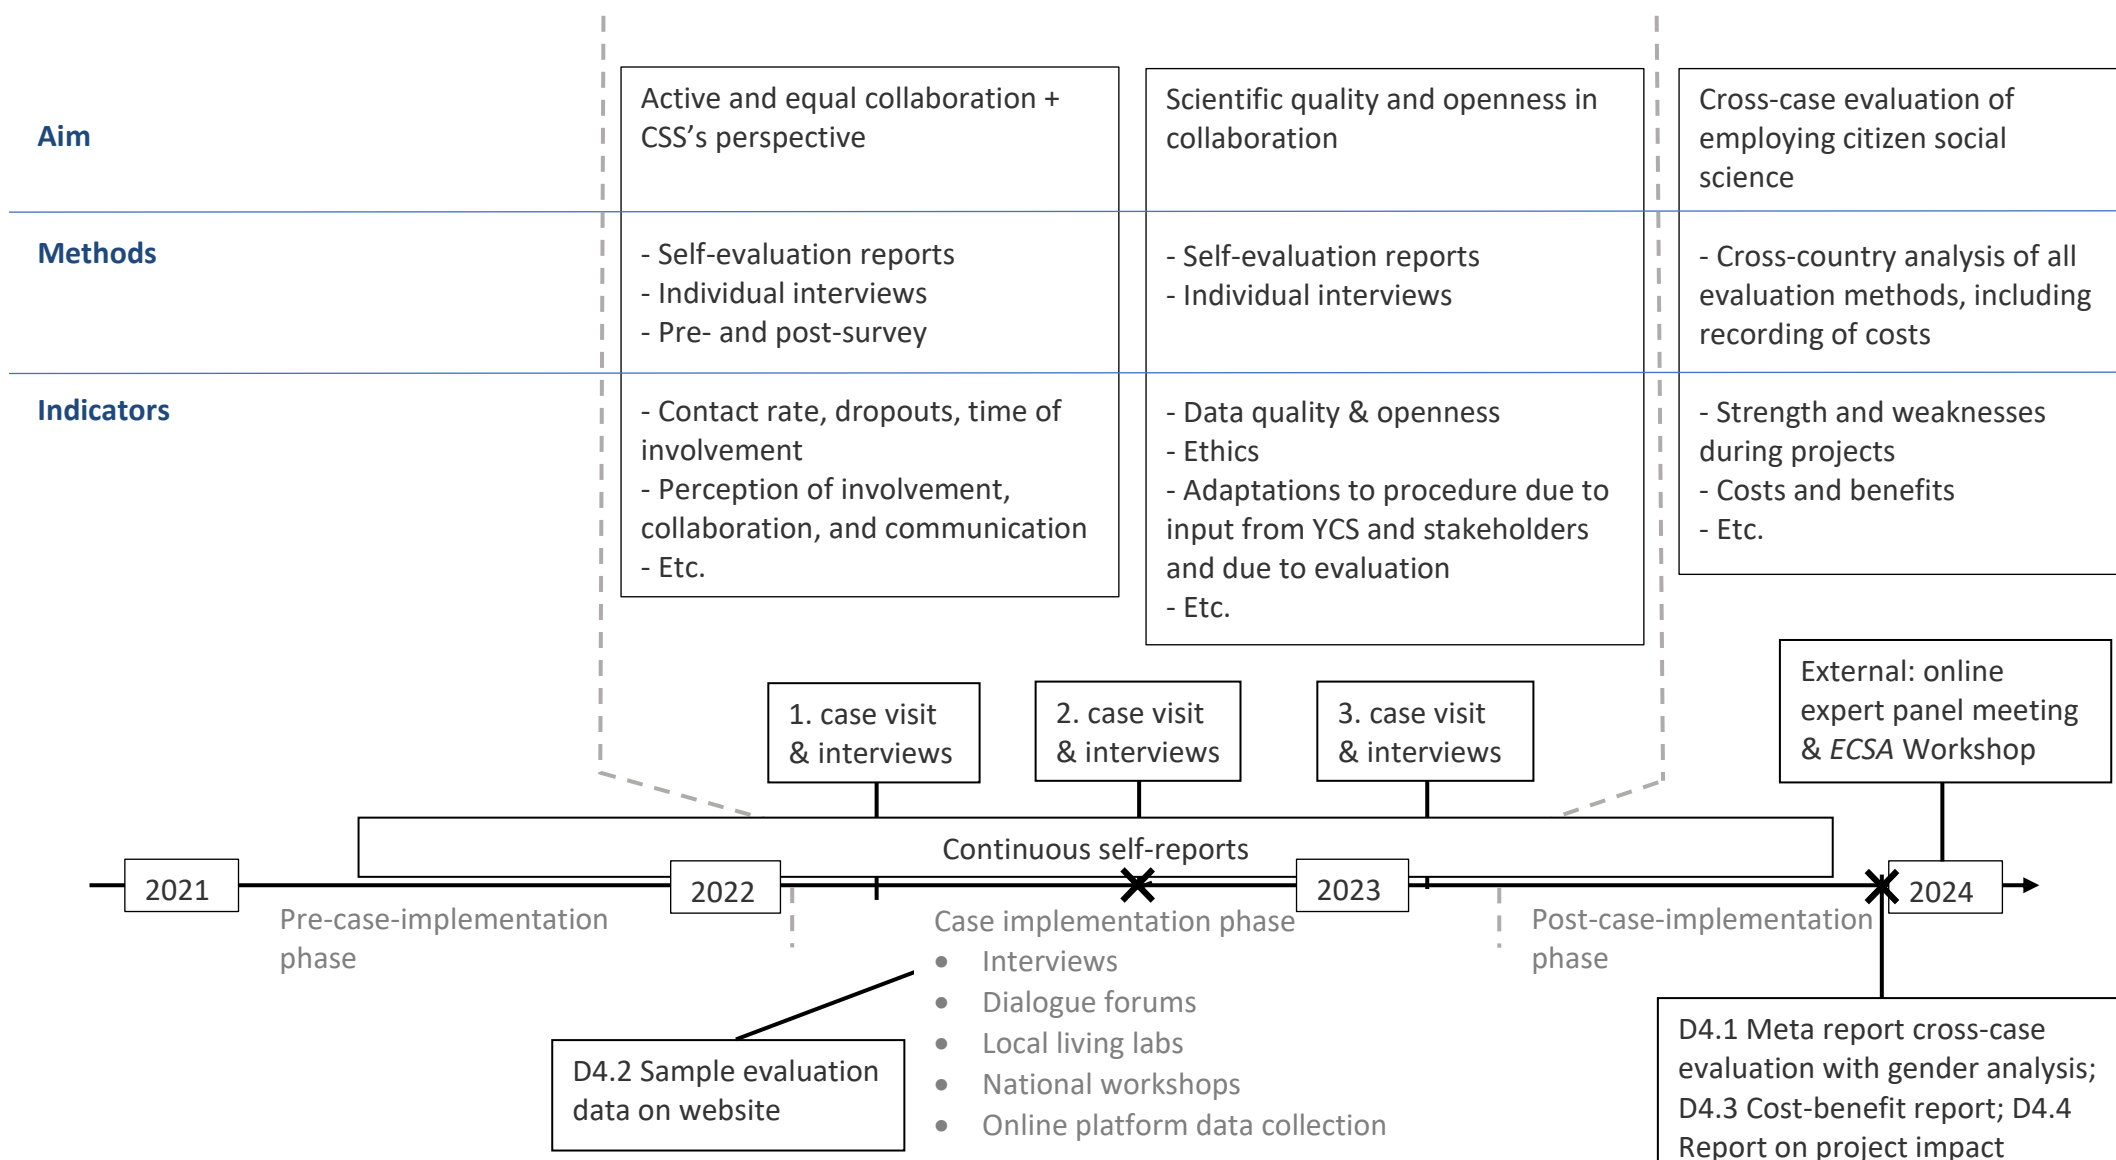 Aim
Active and equal collaboration +
CSS's perspective
Scientific quality and openness in
collaboration
Cross-case evaluation of
employing citizen social
science
Methods
- Self-evaluation reports
- Individual interviews
- Pre- and post-survey
- Self-evaluation reports
- Individual interviews
- Cross-country analysis of all
evaluation methods, including
recording of costs
Indicators
- Contact rate, dropouts, time of
involvement
- Perception of involvement,
collaboration, and communication
- Etc.
- Data quality & openness
- Ethics
- Adaptations to procedure due to
input from YCS and stakeholders
and due to evaluation
- Etc.
- Strength and weaknesses
during projects
- Costs and benefits
- Etc.
1. case visit
& interviews
2. case visit
& interviews
3. case visit
& interviews
External: online
expert panel meeting
& ECSA Workshop
Continuous self-reports
2021
2022
2023
2024
Pre-case-implementation
phase
Case implementation phase
• Interviews
• Dialogue forums
• Local living labs
• National workshops
• Online platform data collection
Post-case-implementation
phase
D4.2 Sample evaluation
data on website
D4.1 Meta report cross-case
evaluation with gender analysis;
D4.3 Cost-benefit report; D4.4
Report on project impact